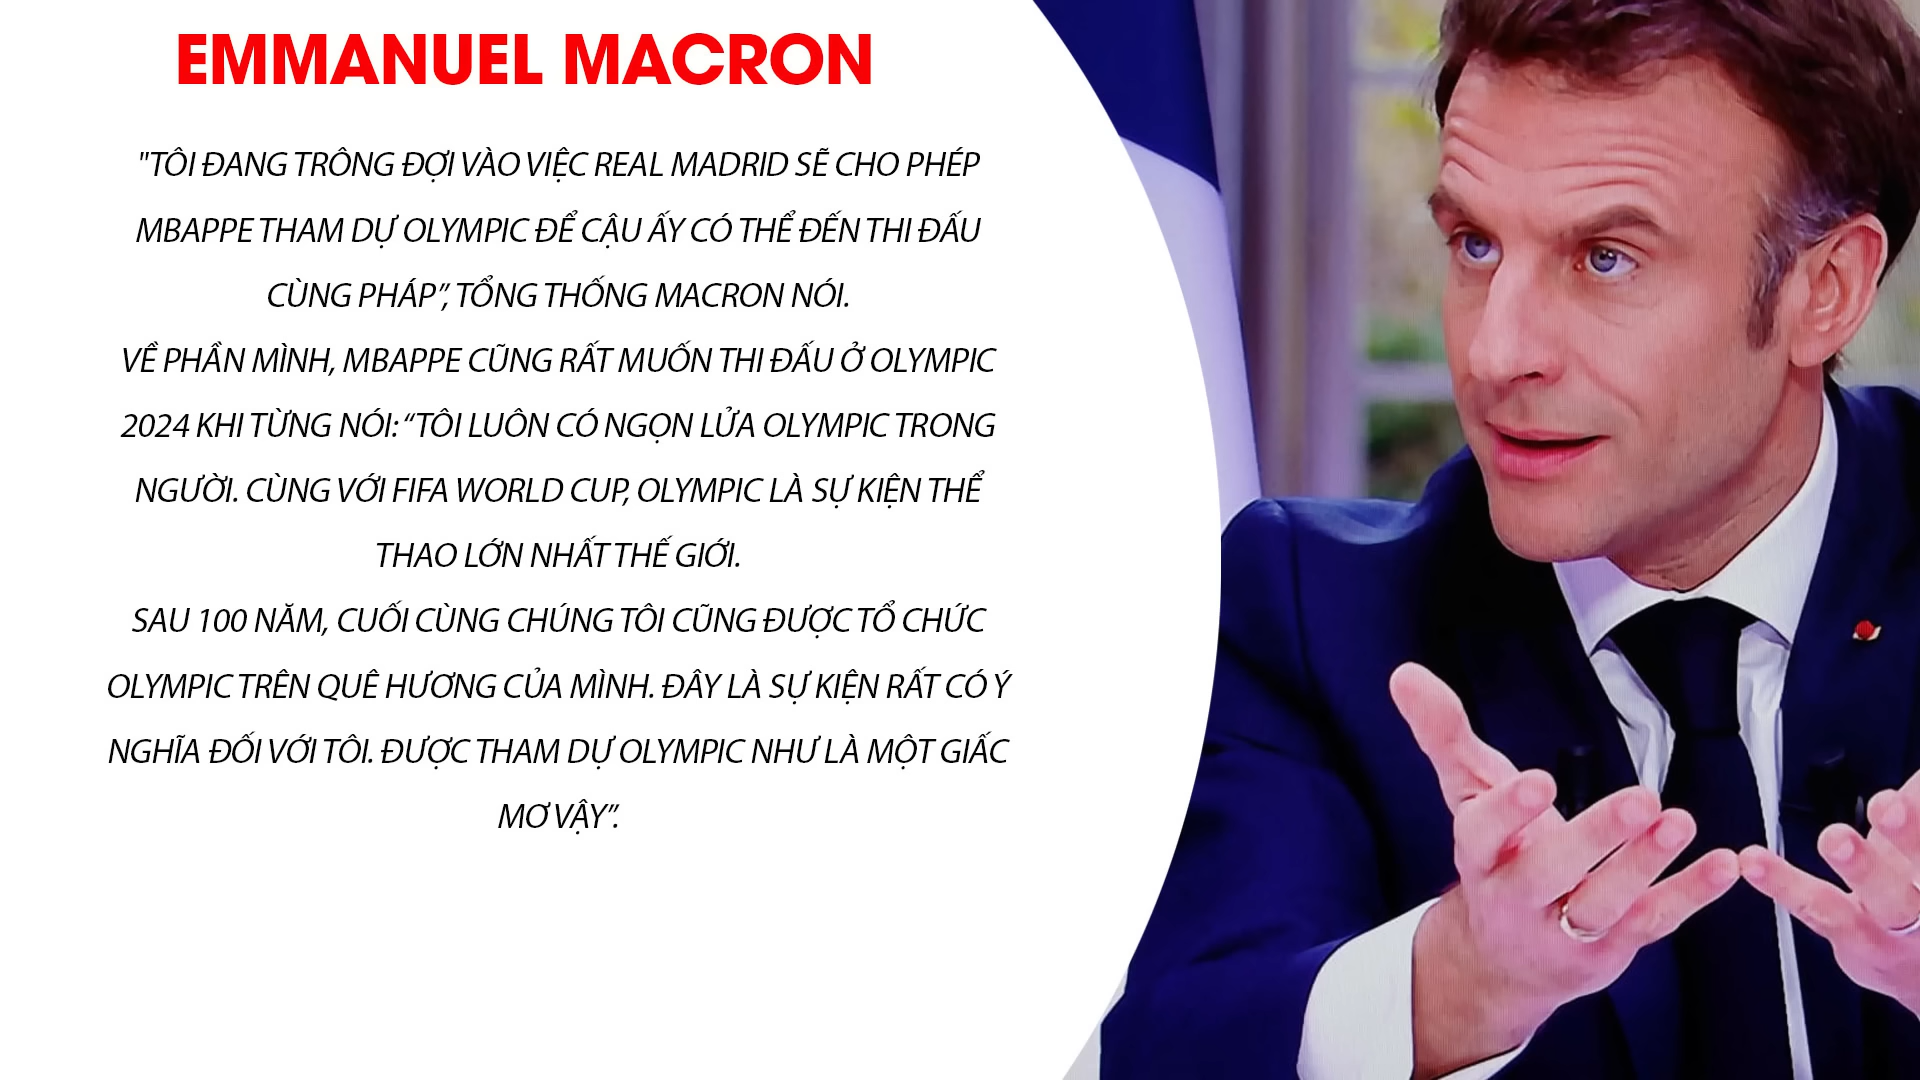 EMMANUEL MACRON
"TÔI ĐANG TRÔNG ĐỢI VÀO VIỆC REAL MADRID SẼ CHO PHÉP
MBAPPE THAM DỰ OLYMPIC ĐỂ CẬU ẤY CÓ THỂ ĐẾN THI ĐẤU
CÙNG PHÁP”, TỔNG THỐNG MACRON NÓI.
VỀ PHẦN MÌNH, MBAPPE CŨNG RẤT MUỐN THI ĐẤU Ở OLYMPIC
2024 KHI TỪNG NÓI: “TÔI LUÔN CÓ NGỌN LỬA OLYMPIC TRONG
NGƯỜI. CÙNG VỚI FIFA WORLD CUP, OLYMPIC LÀ SỰ KIỆN THỂ
THAO LỚN NHẤT THẾ GIỚI.
SAU 100 NĂM, CUỐI CÙNG CHÚNG TÔI CŨNG ĐƯỢC TỔ CHỨC
OLYMPIC TRÊN QUÊ HƯƠNG CỦA MÌNH. ĐÂY LÀ SỰ KIỆN RẤT CÓ Ý
NGHĨA ĐỐI VỚI TÔI. ĐƯỢC THAM DỰ OLYMPIC NHƯ LÀ MỘT GIẤC
MƠ VẬY”.